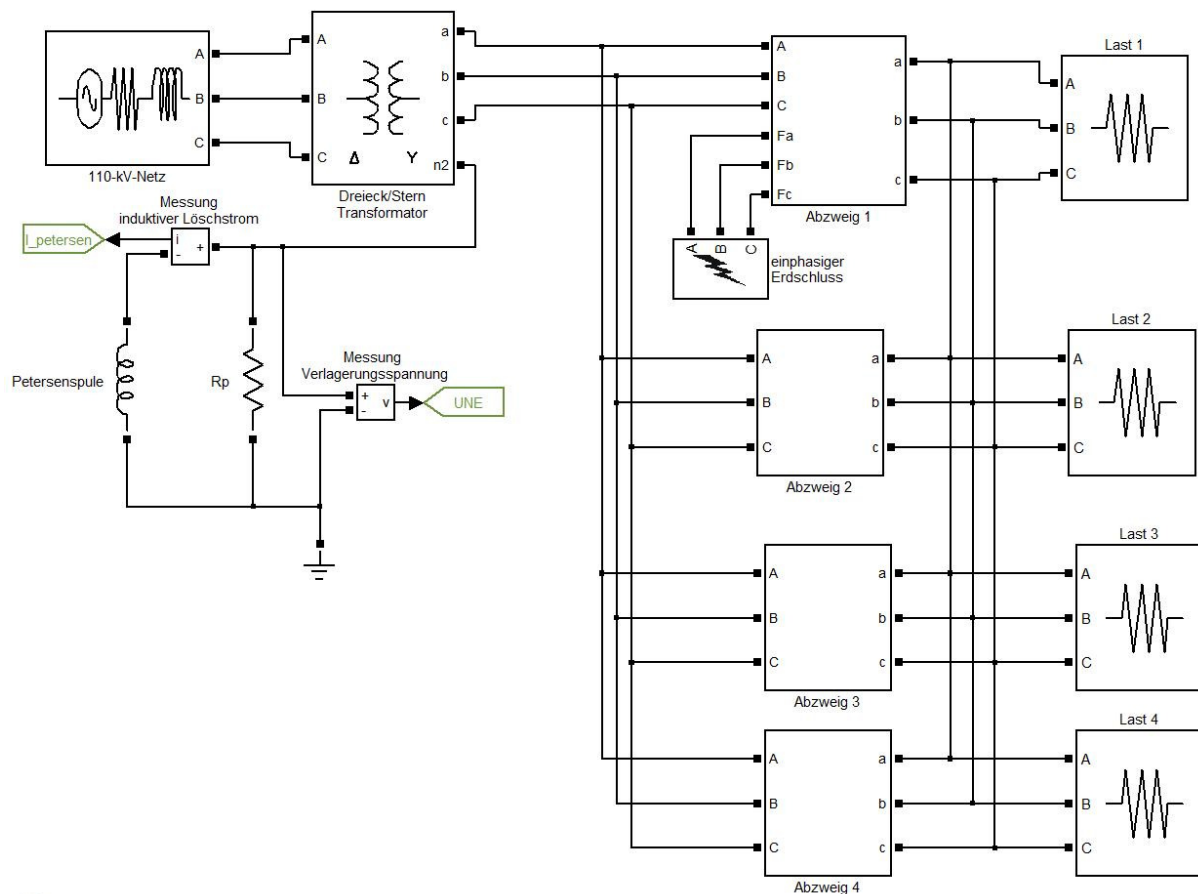 A
B
C
110-kV-Netz
A
B
C
a
b
c
n2
Δ Y
Dreieck/Stern
Transformator
Messung
induktiver Löschstrom
I_petersen
i
+
-
Petersenspule
Rp
Messung
Verlagerungsspannung
+
-
v
UNE
A
B
C
Fa
Fb
Fc
a
b
c
Abzweig 1
A
B
C
einphasiger
Erdschluss
Last 1
A
B
C
A
B
C
a
b
c
Abzweig 2
Last 2
A
B
C
A
B
C
a
b
c
Abzweig 3
Last 3
A
B
C
A
B
C
a
b
c
Abzweig 4
Last 4
A
B
C